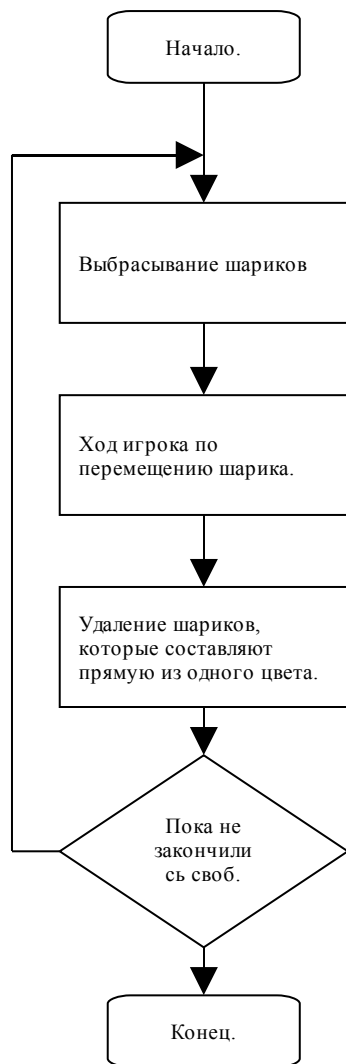 Начало.
Выбрасывание шариков
Ход игрока по
перемещению шарика.
Удаление шариков,
которые составляют
прямую из одного цвета.
Пока не
закончили
сь своб.
Конец.